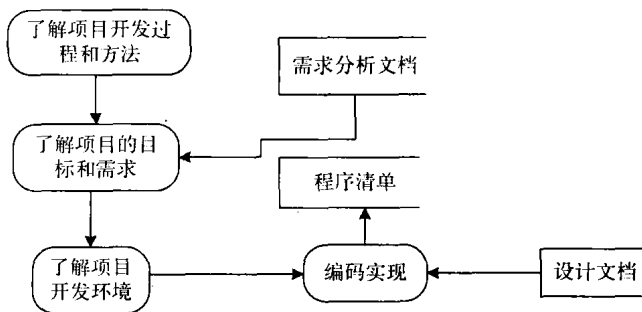 了解项目开发过
程和方法
需求分析文档
了解项目的目
标和需求
程序清单
了解项目
开发环境
编码实现
设计文档